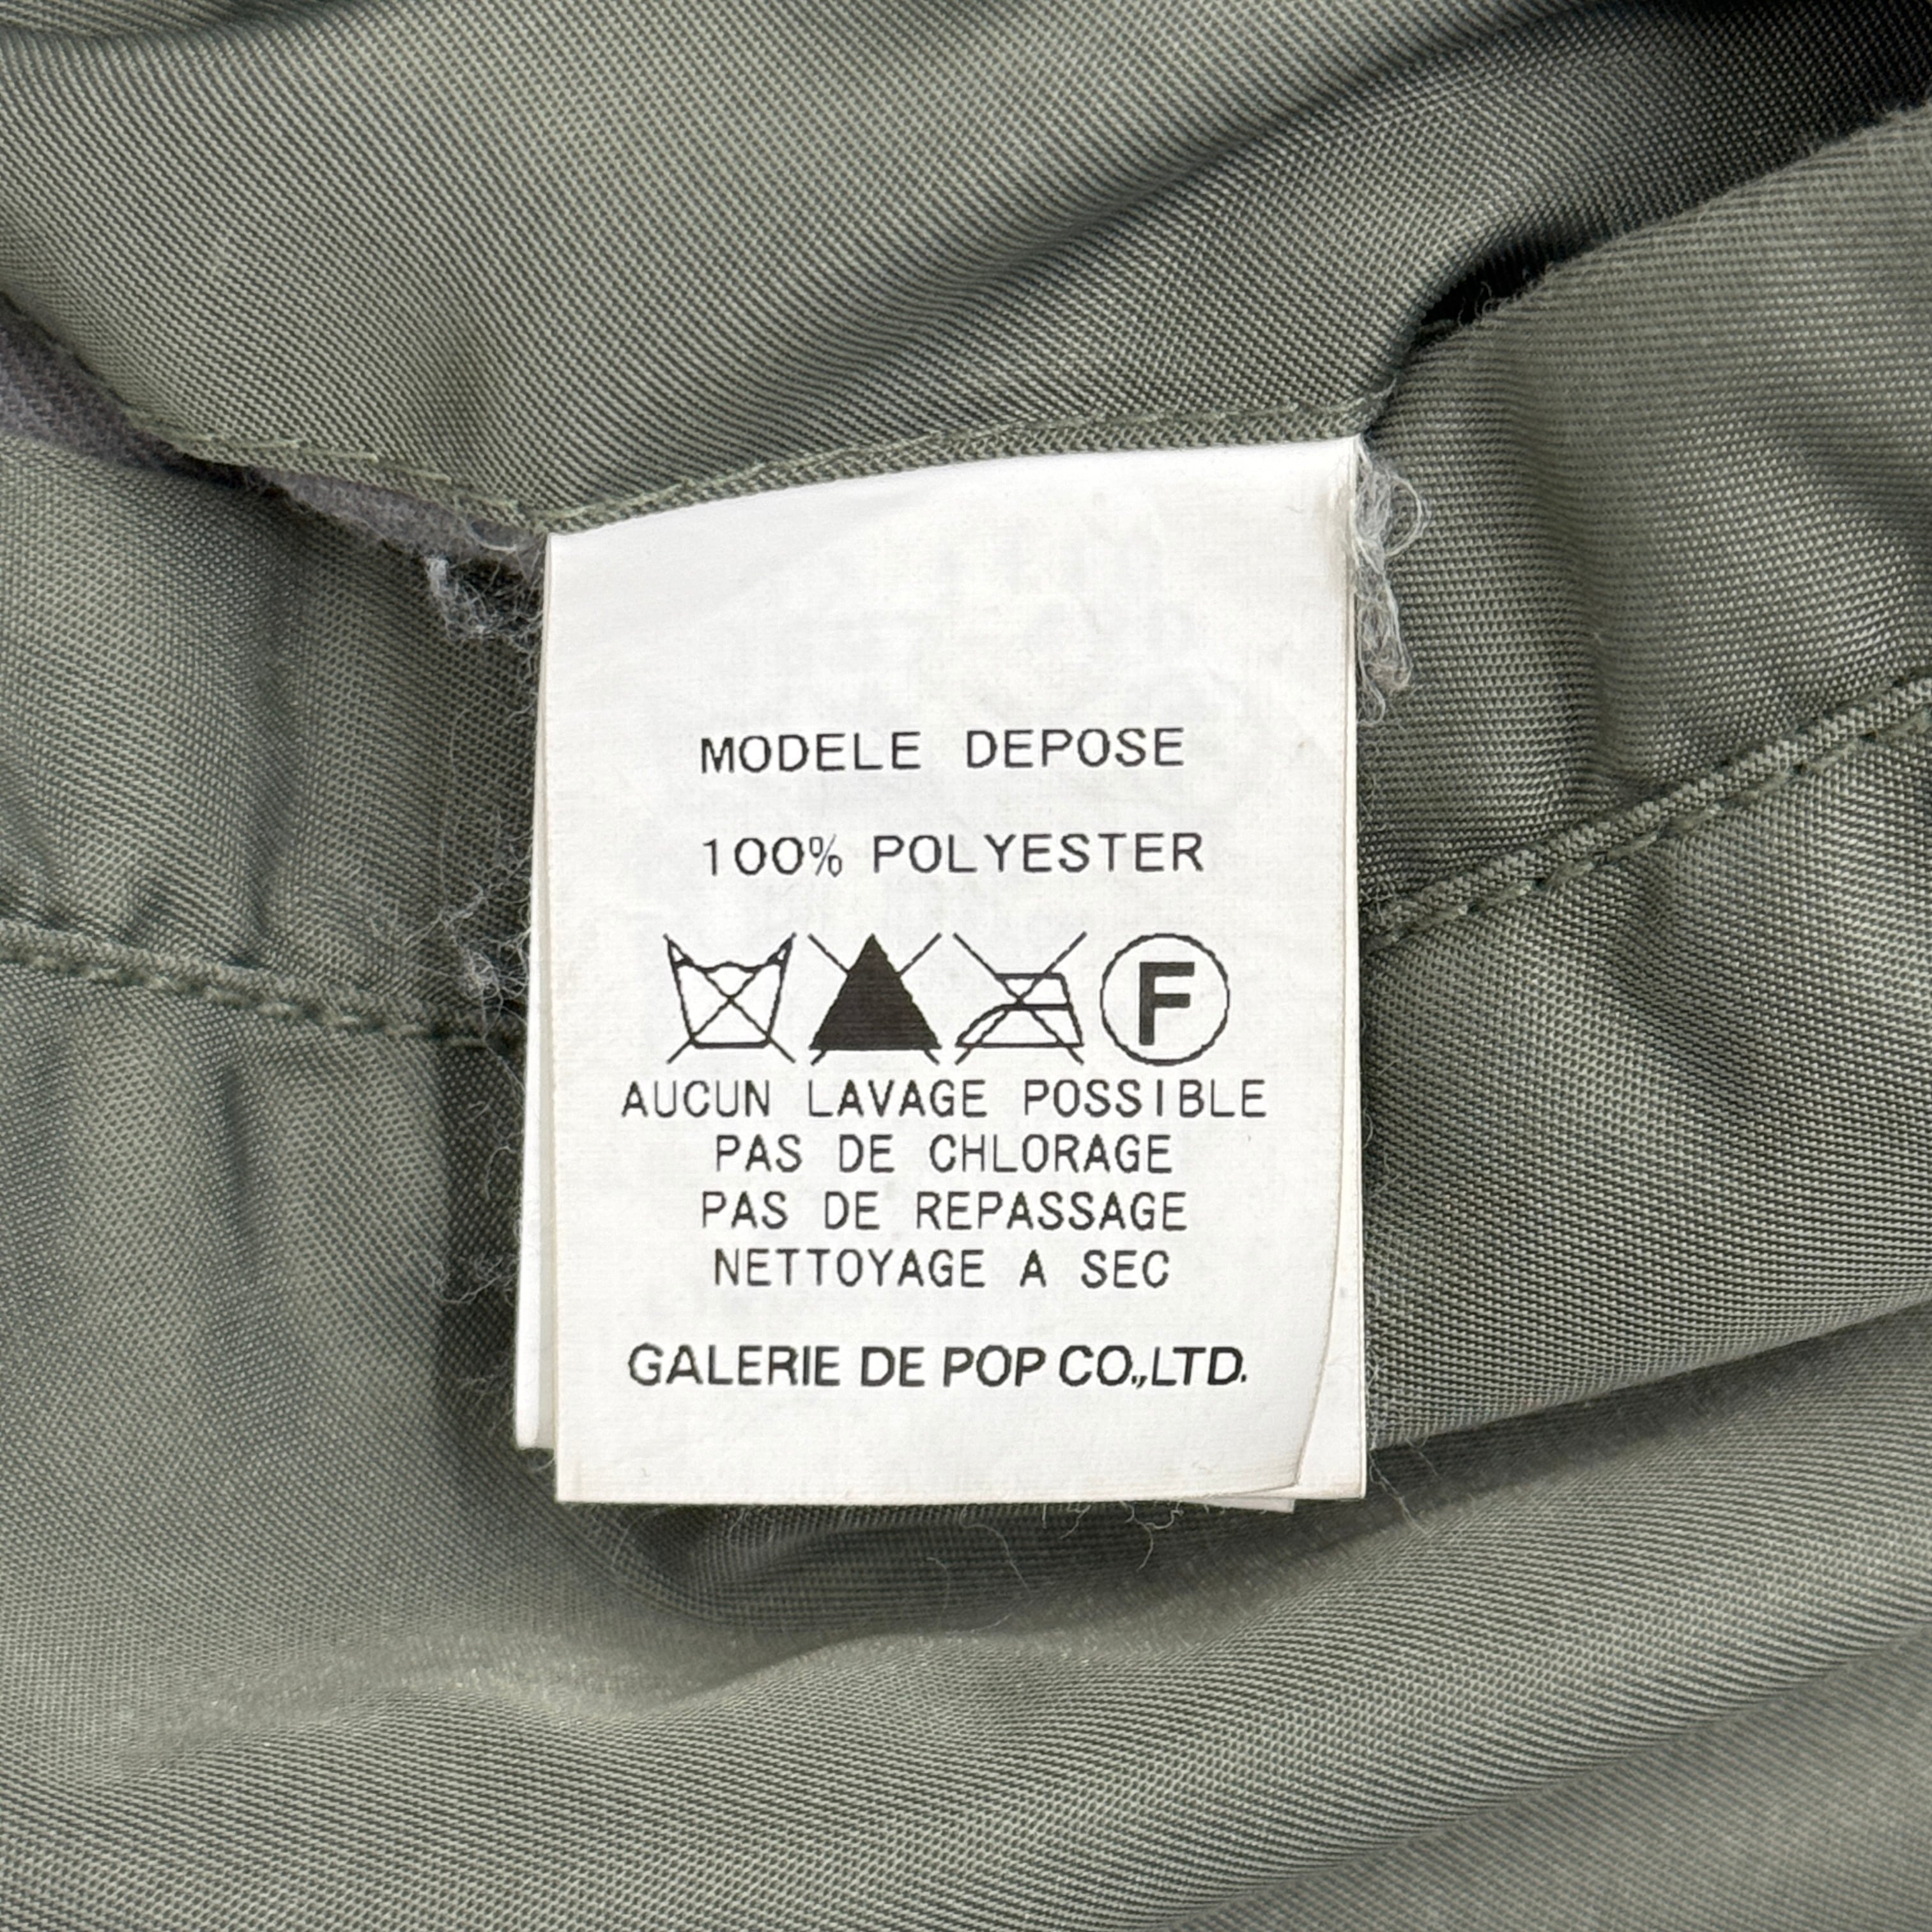 MODELE DEPOSE
100% POLYESTER
F
AUCUN LAVAGE POSSIBLE
PAS DE CHLORAGE
PAS DE REPASSAGE
NETTOYAGE A SEC
GALERIE DE POP CO.,LTD.